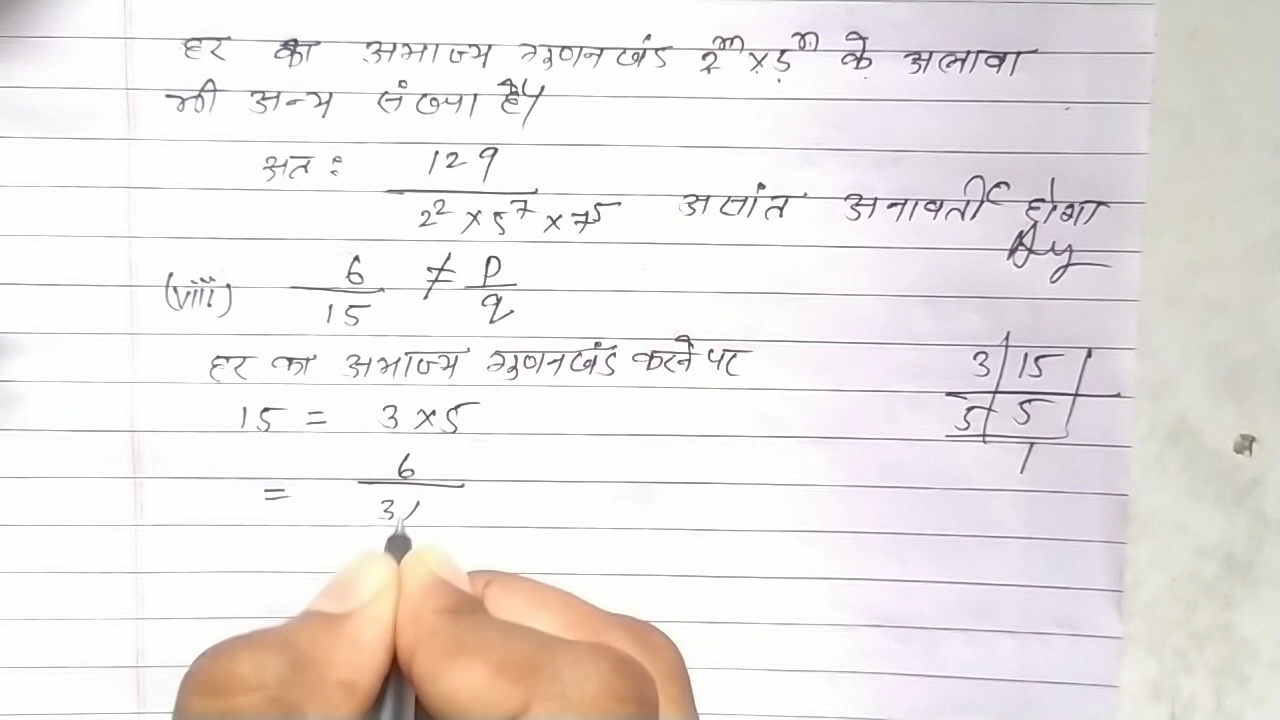 हर का अभाज्य गुणनखंड 2^m × 5^n के अलावा
भी अन्य संख्या है।
अतः 129 / 2² × 5⁷ × 7⁵ असांत अनावर्ती होगा
(viii) 6/15 ≠ p/q
हर का अभाज्य गुणनखंड करने पर
15 = 3 × 5
= 6 / 3
3 | 15
5 | 5
1